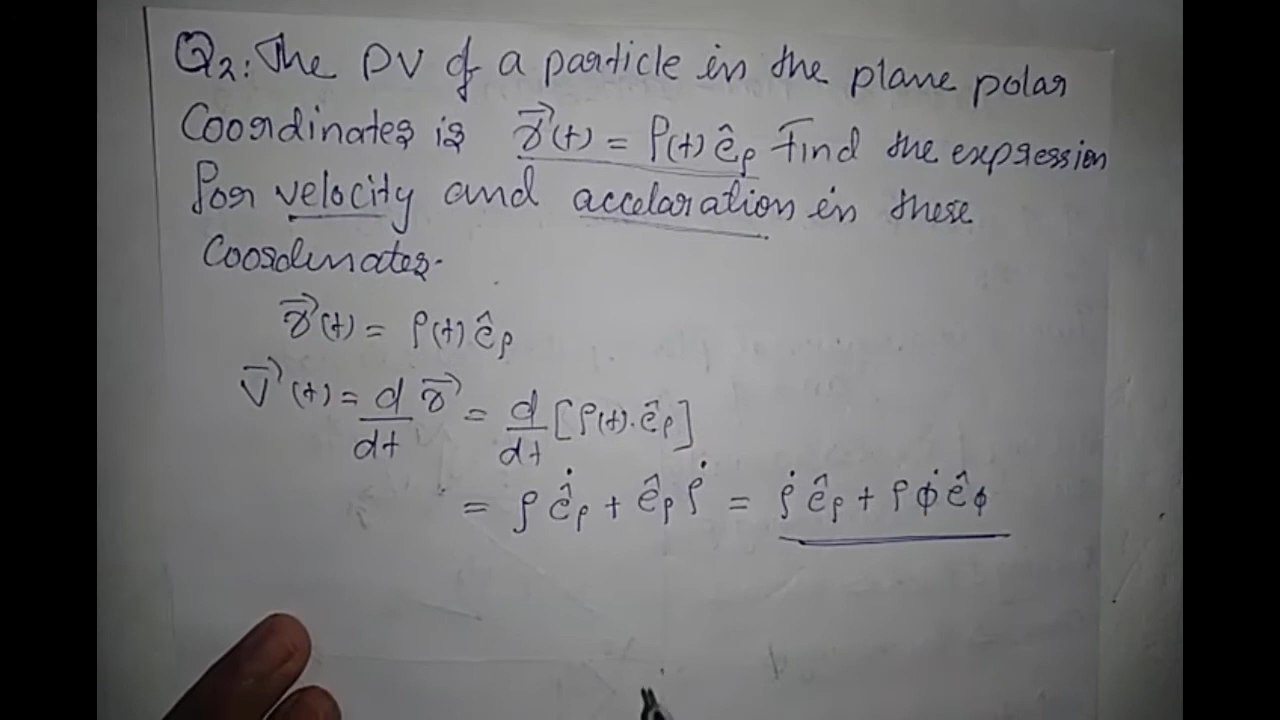 Q2: The PV of a particle in the plane polar
Coordinates is r⃗(t) = ρ(t) ê_ρ Find the expression
for velocity and accelaration in these
Coordinates.
r⃗(t) = ρ(t) ê_ρ
V⃗(t) = d/dt r⃗ = d/dt [ρ(t).ê_ρ]
= ρ ê̇_ρ + ê_ρ ρ̇ = ρ̇ ê_ρ + ρ φ̇ ê_φ